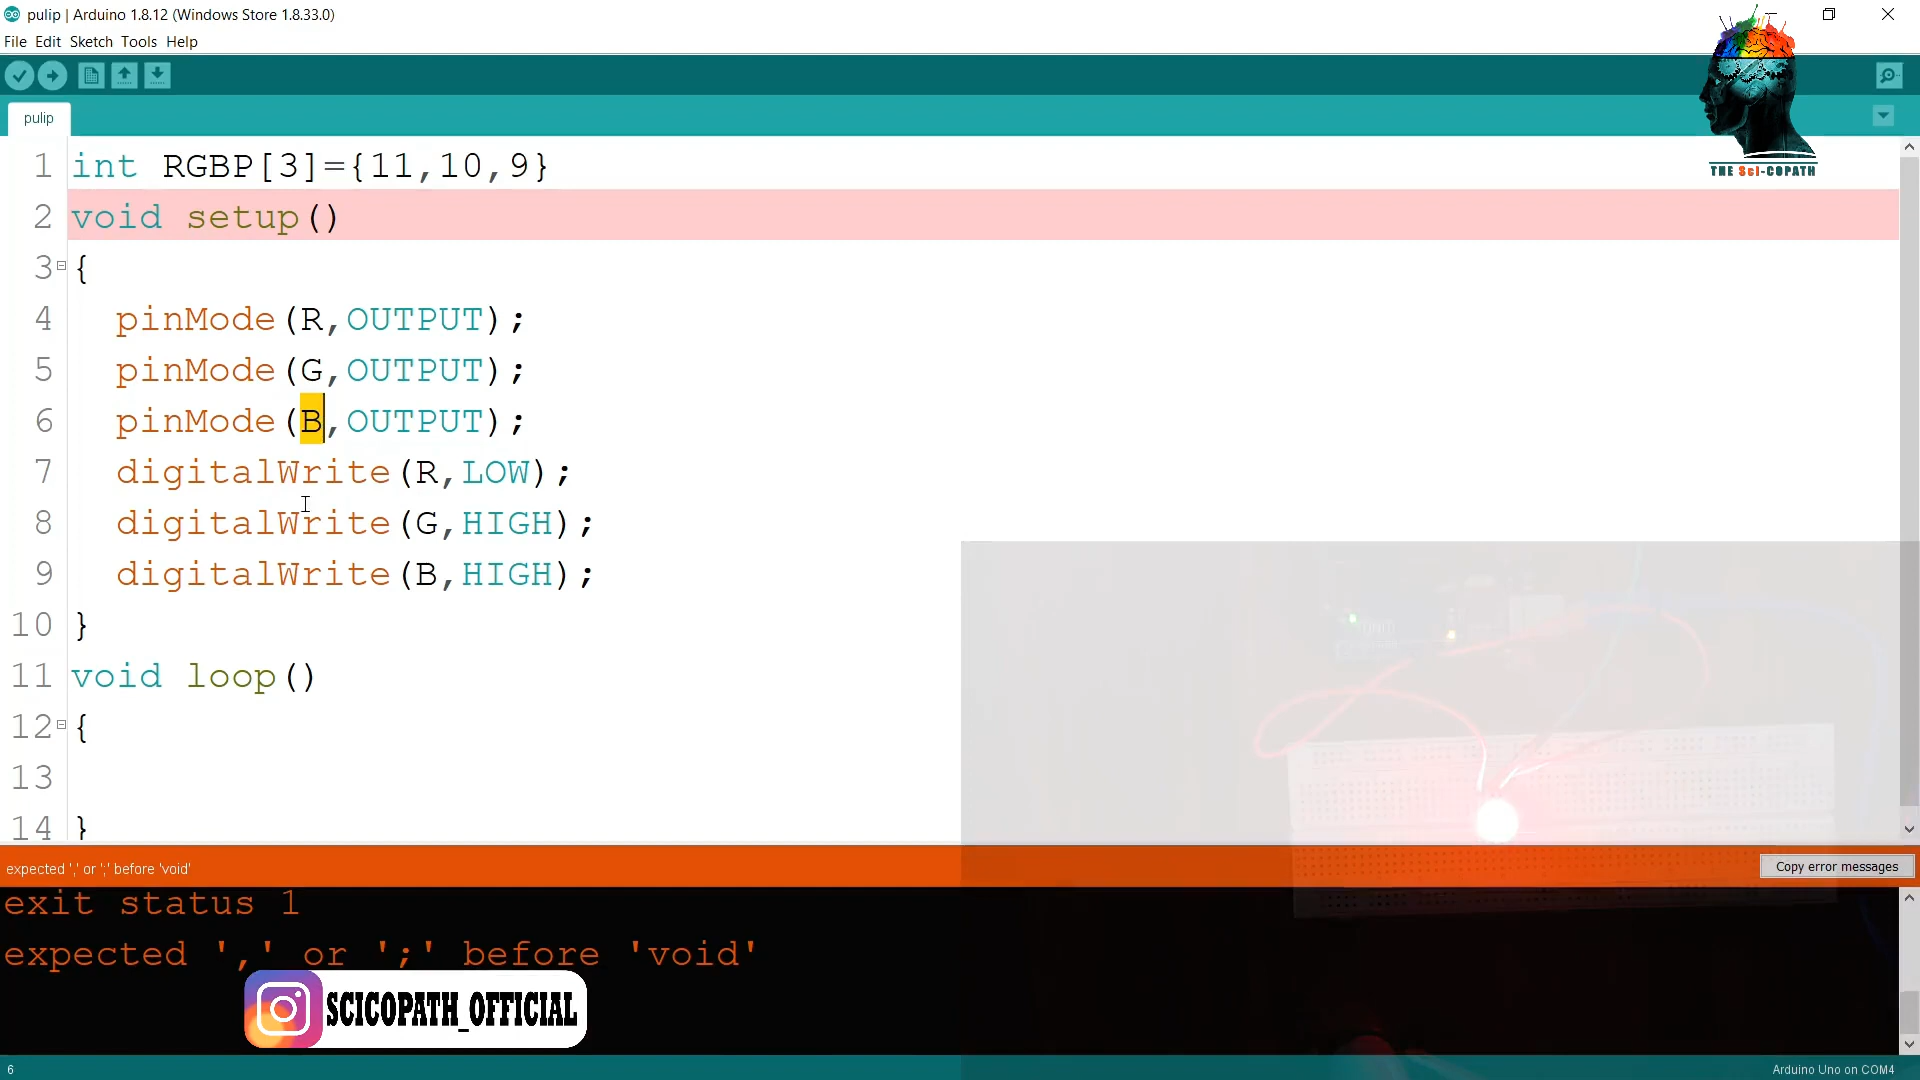 pulip | Arduino 1.8.12 (Windows Store 1.8.33.0)
File Edit Sketch Tools Help
THE SCI-COPATH
pulip
1 int RGBP[3]={11,10,9}
2 void setup()
3 {
4 pinMode(R,OUTPUT);
5 pinMode(G,OUTPUT);
6 pinMode(B,OUTPUT);
7 digitalWrite(R,LOW);
8 digitalWrite(G,HIGH);
9 digitalWrite(B,HIGH);
10 }
11 void loop()
12 {
13
14 }
expected ',' or ';' before 'void'
Copy error messages
exit status 1
expected ',' or ';' before 'void'
SCICOPATH_OFFICIAL
6
Arduino Uno on COM4